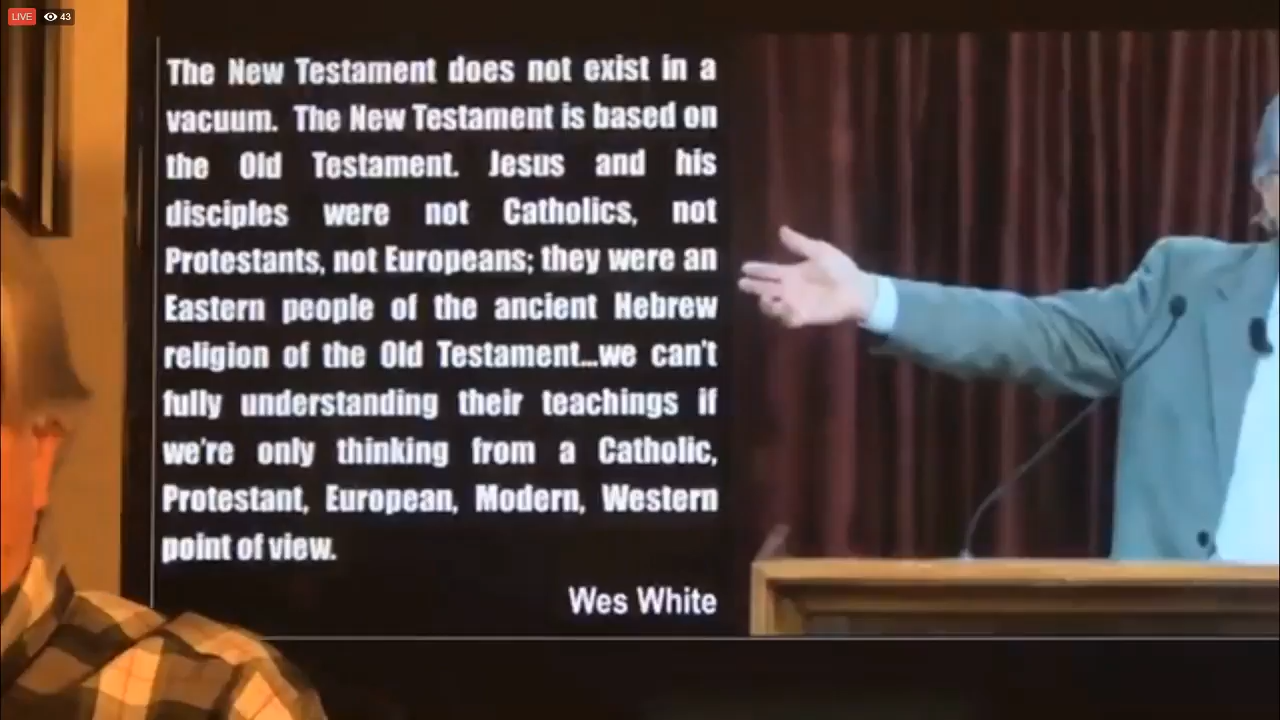 LIVE 43
The New Testament does not exist in a
vacuum. The New Testament is based on
the Old Testament. Jesus and his
disciples were not Catholics, not
Protestants, not Europeans; they were an
Eastern people of the ancient Hebrew
religion of the Old Testament...we can't
fully understanding their teachings if
we're only thinking from a Catholic,
Protestant, European, Modern, Western
point of view.
Wes White